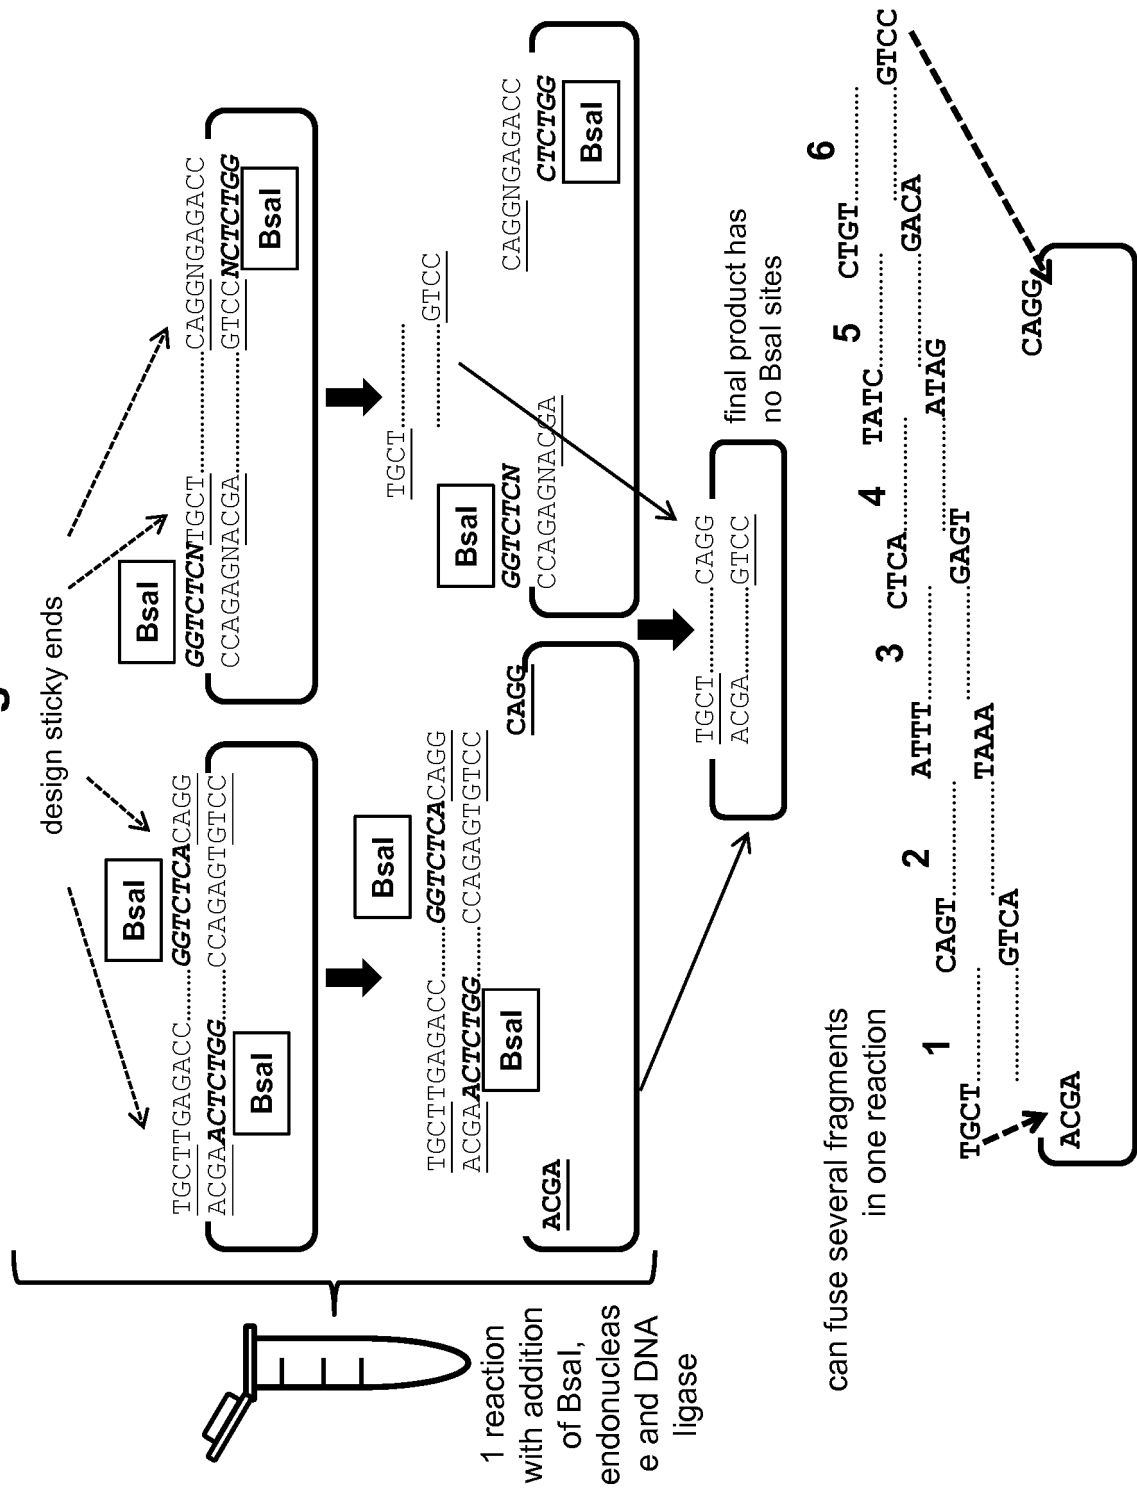 design sticky ends
BsaI
BsaI
TGCTTGAGACC......GGTCTCACAGG
ACGAACTCTGG......CCAGAGTGTCC
BsaI
GGTCTCNTGCT............CAGGNGAGACC
CCAGAGNACGA............GTCCNCTCTGG
BsaI
BsaI
TGCTTGAGACC......GGTCTCACAGG
ACGAACTCTGG......CCAGAGTGTCC
BsaI
ACGA
CAGG
TGCT
GTCC
BsaI
GGTCTCN
CCAGAGNACGA
CAGGNGAGACC
CTCTGG
BsaI
1 reaction
with addition
of BsaI,
endonucleas
e and DNA
ligase
TGCT........CAGG
ACGA........GTCC
final product has
no BsaI sites
can fuse several fragments
in one reaction
1
2
3
4
5
6
TGCT
CAGT
GTCA
ATTT
TAAA
CTCA
GAGT
TATC
ATAG
CTGT
GACA
GTCC
ACGA
CAGG